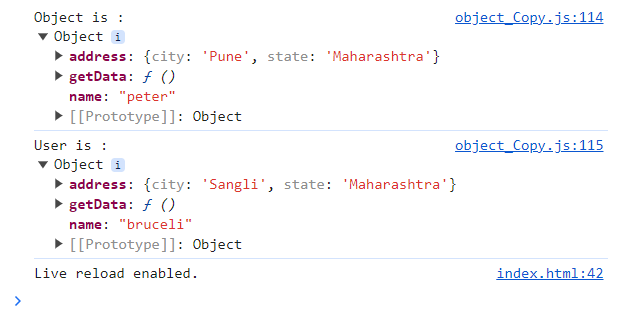 Object is : object_Copy.js:114
▼ Object i
▶ address: {city: 'Pune', state: 'Maharashtra'}
▶ getData: ƒ ()
name: "peter"
▶ [[Prototype]]: Object
User is : object_Copy.js:115
▼ Object i
▶ address: {city: 'Sangli', state: 'Maharashtra'}
▶ getData: ƒ ()
name: "bruceli"
▶ [[Prototype]]: Object
Live reload enabled. index.html:42
>